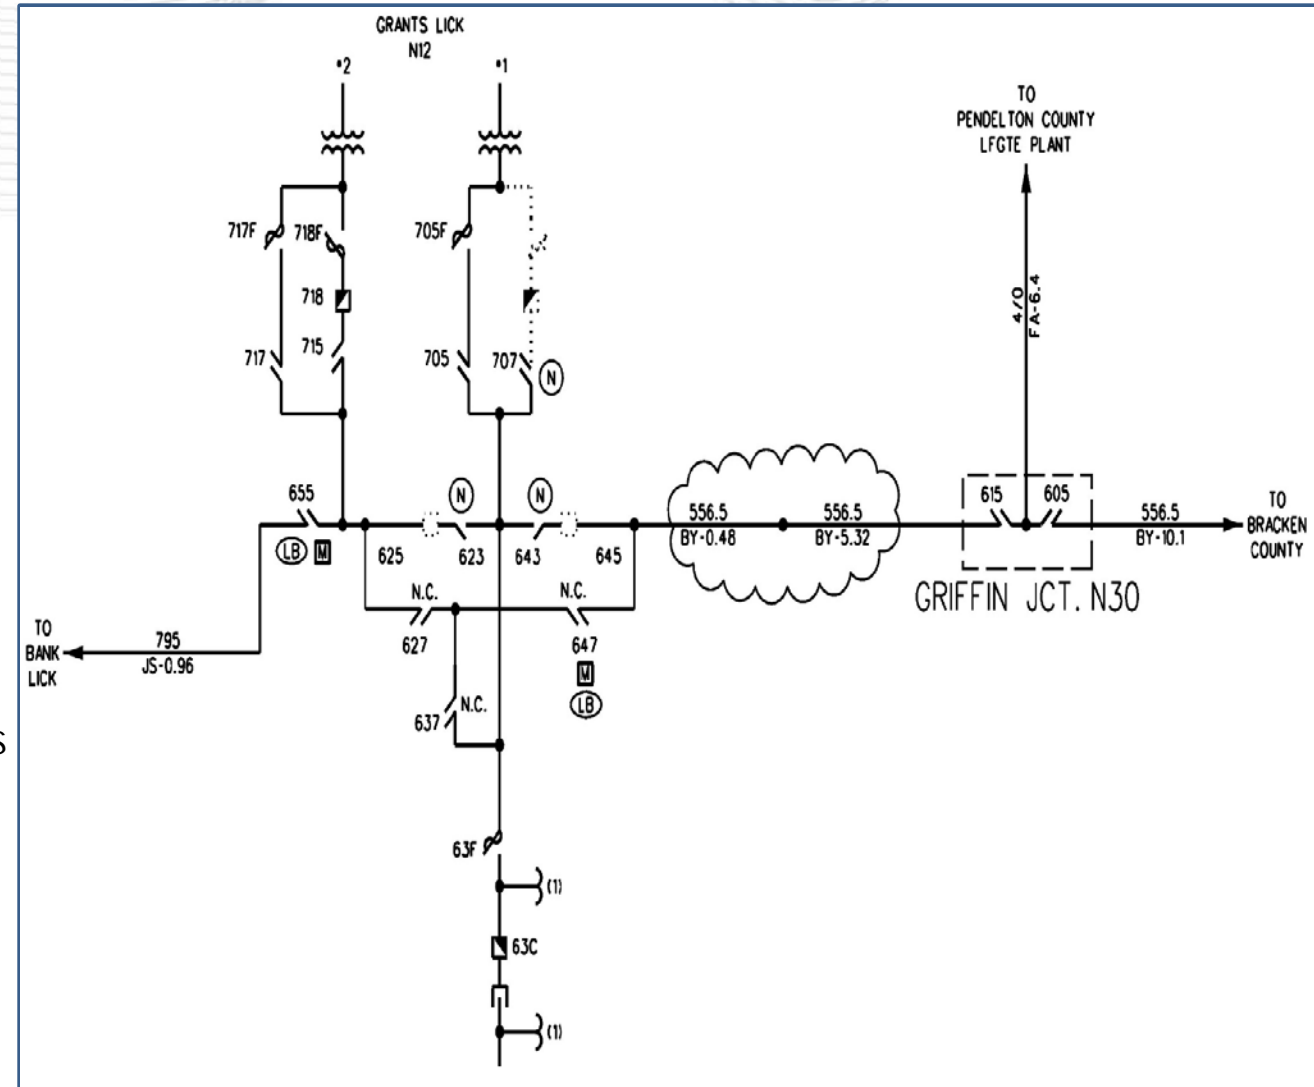 GRANTS LICK
N12
•2
•1
TO
PENDELTON COUNTY
LFGTE PLANT
717F
718F
705F
718
4/0
FA-6.4
717
715
705
707
N
655
N
N
615
605
556.5
BY-0.48
556.5
BY-5.32
556.5
BY-10.1
TO
BRACKEN
COUNTY
LB
M
625
623
643
645
GRIFFIN JCT. N30
N.C.
N.C.
627
647
M
LB
TO
BANK
LICK
795
JS-0.96
N.C.
637
S
63F
(1)
63C
(1)